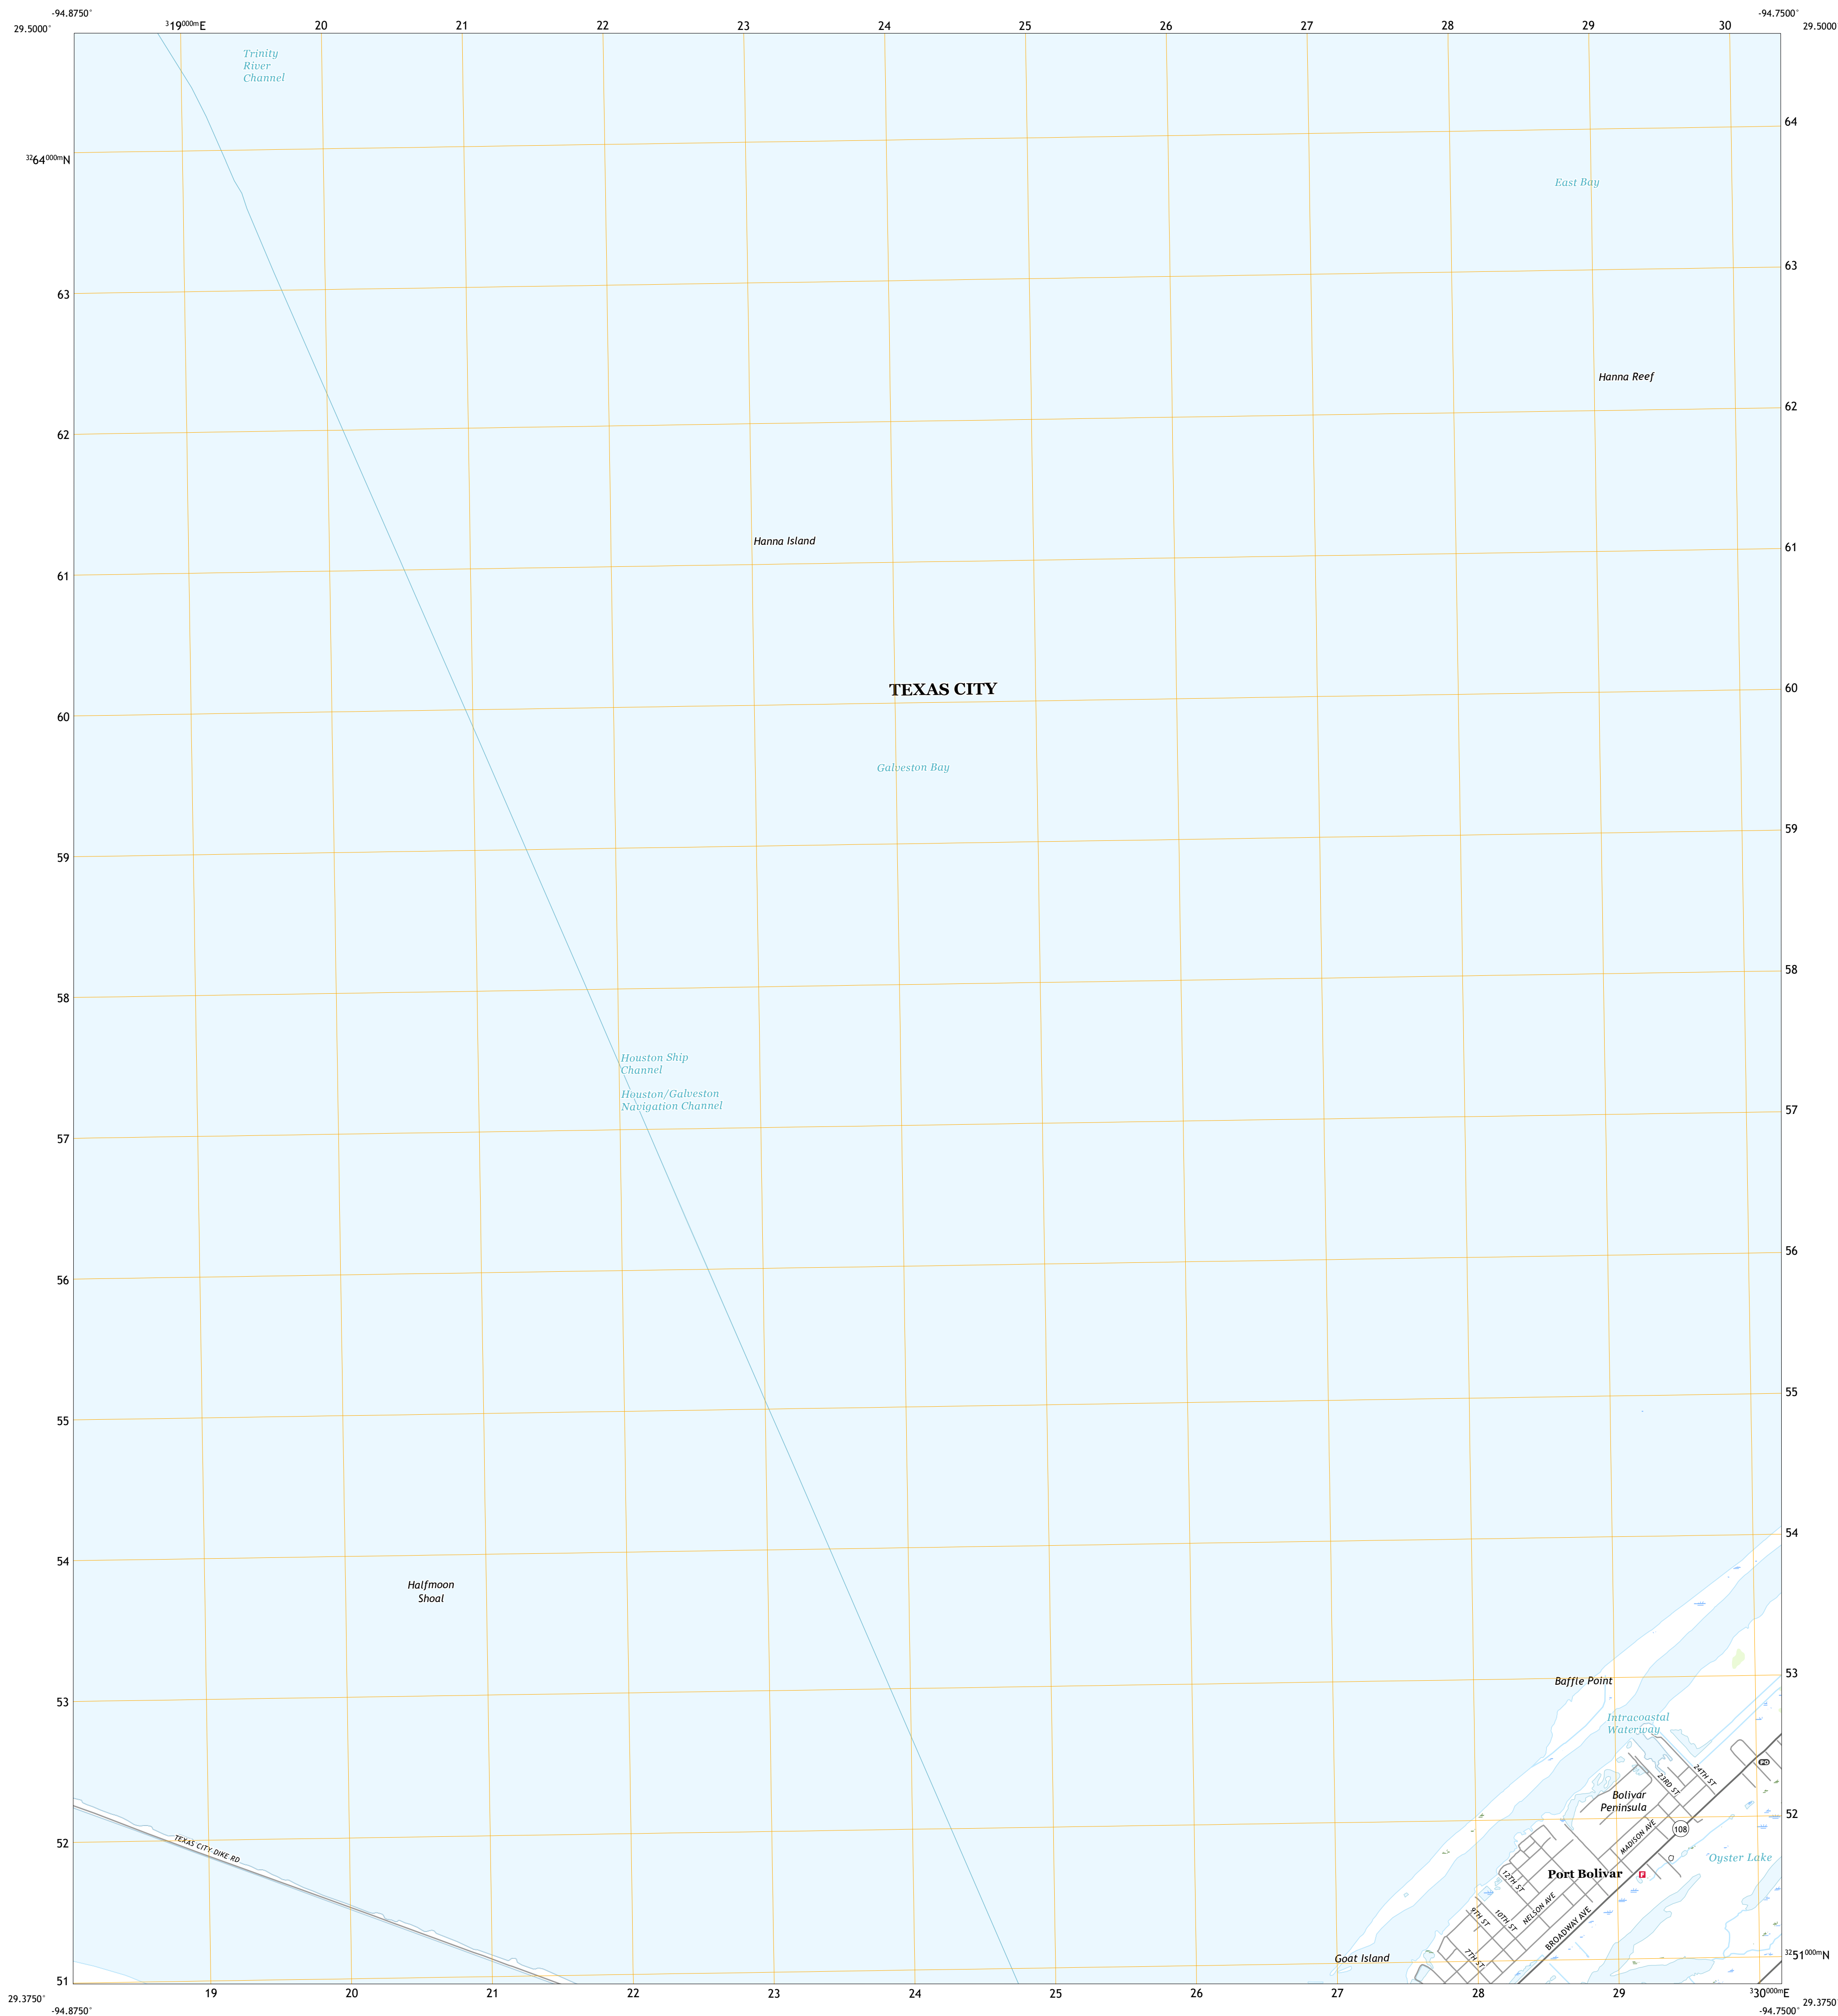 -94.8750°
-94.7500°
29.5000°
³19⁰⁰⁰ᵐE
20
21
22
23
24
25
26
27
28
29
30
29.5000
Trinity
River
Channel
64
³²64⁰⁰⁰ᵐN
East Bay
63
63
Hanna Reef
62
62
Hanna Island
61
61
TEXAS CITY
60
60
Galveston Bay
59
59
58
58
Houston Ship
Channel
Houston/Galveston
Navigation Channel
57
57
56
56
55
55
54
54
Halfmoon
Shoal
53
53
Baffle Point
Intracoastal
Waterway
PO
24TH ST
23RD ST
Bolivar
Peninsula
52
52
TEXAS CITY DIKE RD
108
MADISON AVE
Oyster Lake
Port Bolivar
F
12TH ST
NELSON AVE
9TH ST
10TH ST
BROADWAY AVE
7TH ST
Goat Island
³²51⁰⁰⁰ᵐN
51
19
20
21
22
23
24
25
26
27
28
29
³30⁰⁰⁰ᵐE
29.3750°
29.3750
-94.8750°
-94.7500°